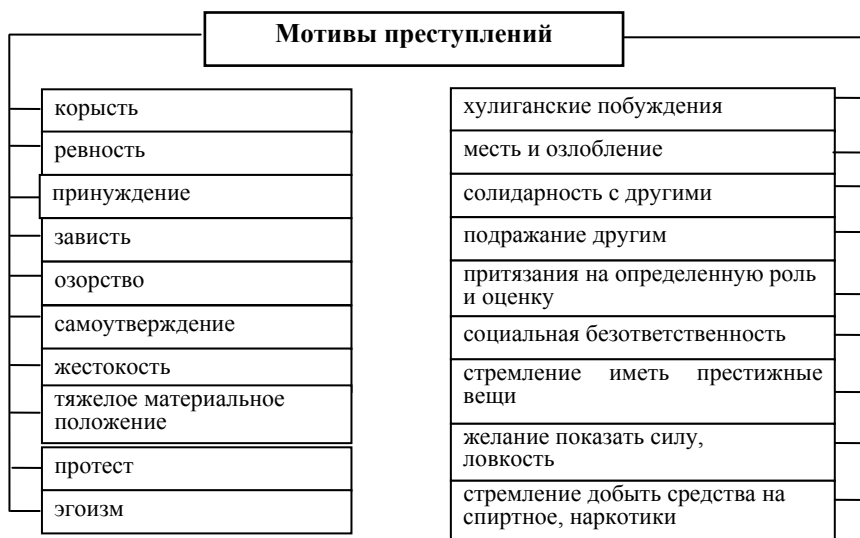 Мотивы преступлений
корысть
ревность
принуждение
зависть
озорство
самоутверждение
жестокость
тяжелое материальное
положение
протест
эгоизм
хулиганские побуждения
месть и озлобление
солидарность с другими
подражание другим
притязания на определенную роль
и оценку
социальная безответственность
стремление иметь престижные
вещи
желание показать силу,
ловкость
стремление добыть средства на
спиртное, наркотики